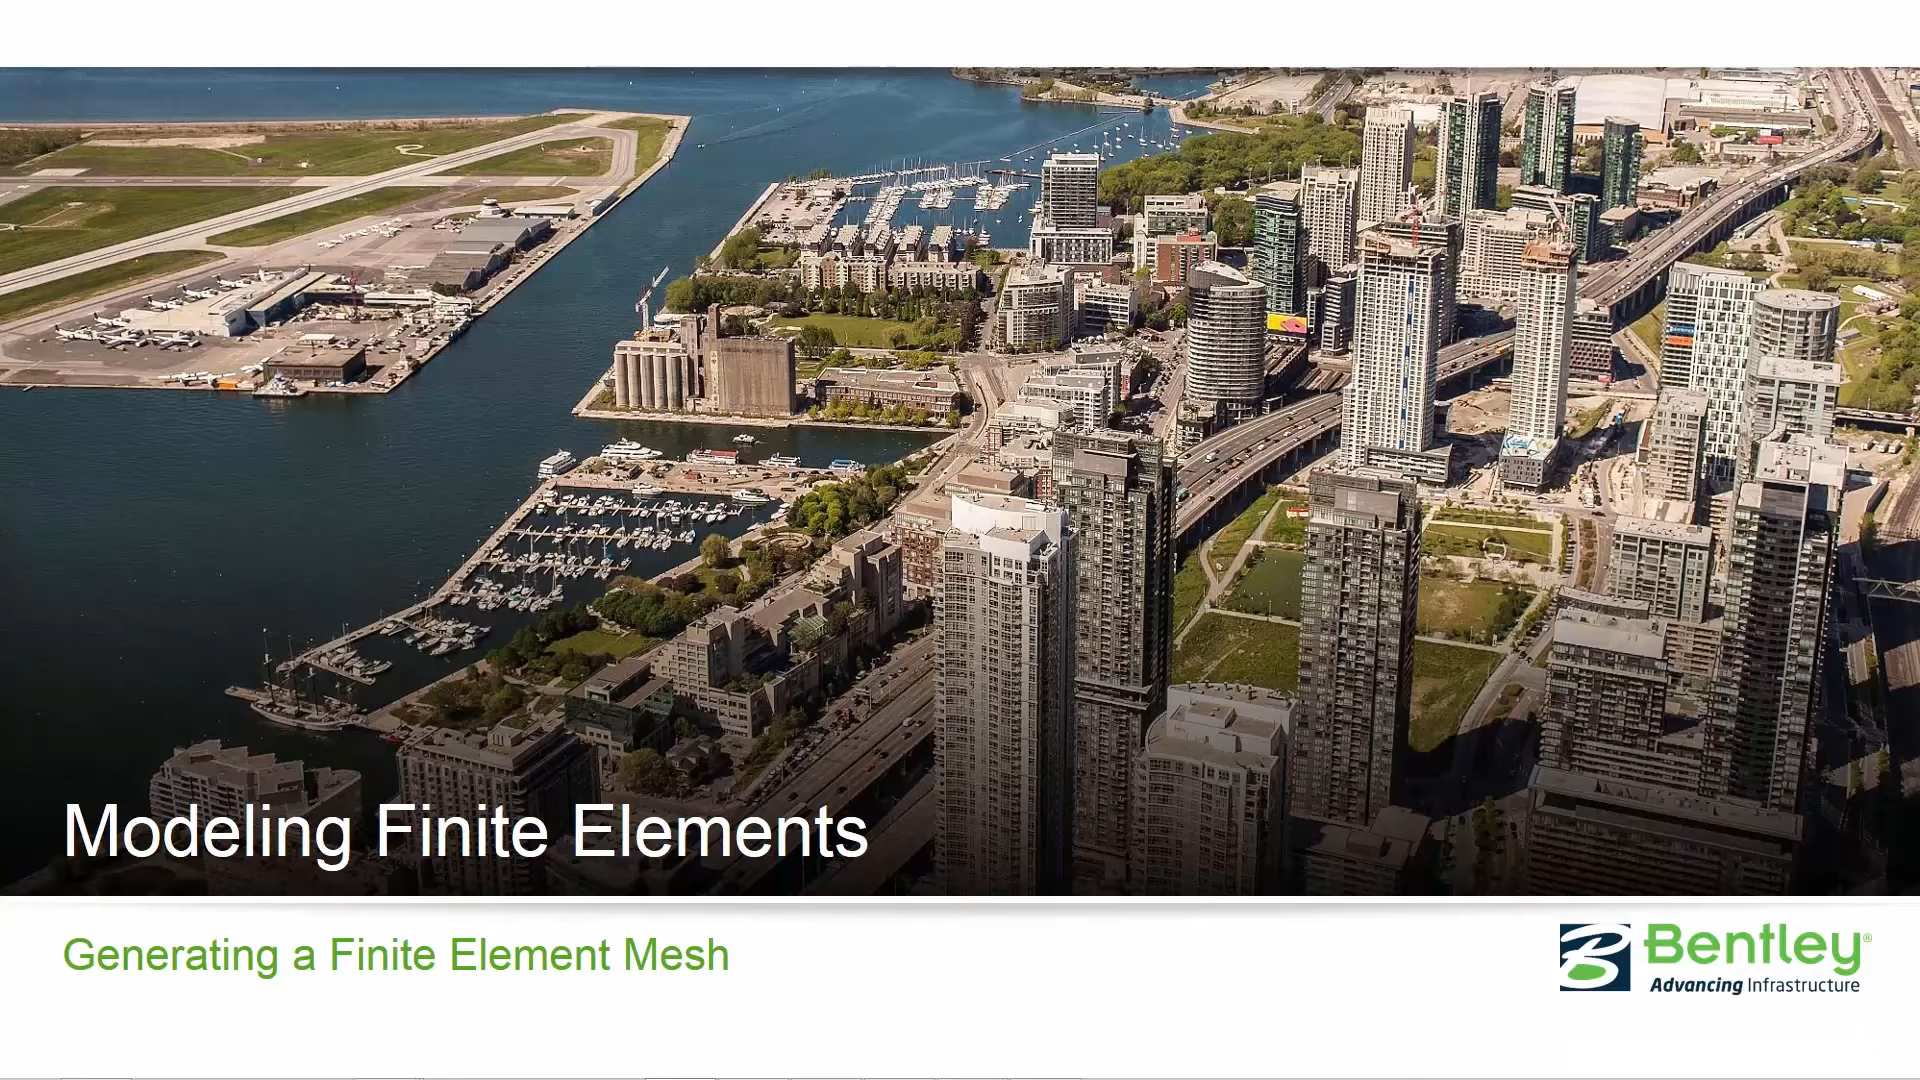 Modeling Finite Elements
Generating a Finite Element Mesh
Bentley®
Advancing Infrastructure